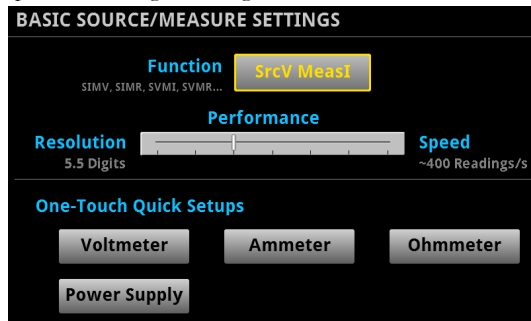 BASIC SOURCE/MEASURE SETTINGS
Function SrcV MeasI
SIMV, SIMR, SVMI, SVMR...
Performance
Resolution Speed
5.5 Digits ~400 Readings/s
One-Touch Quick Setups
Voltmeter Ammeter Ohmmeter
Power Supply